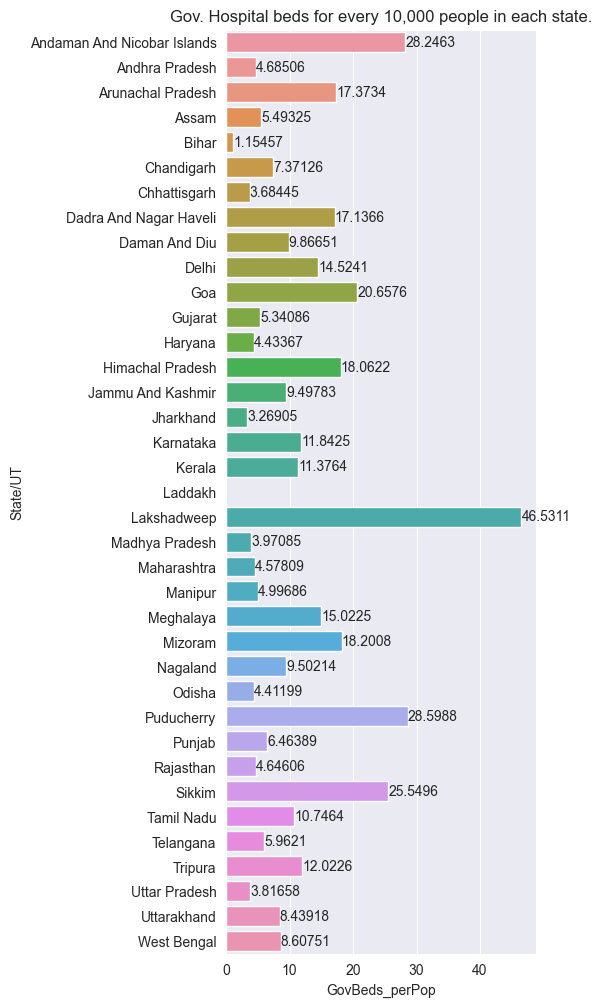 Gov. Hospital beds for every 10,000 people in each state.
Andaman And Nicobar Islands 28.2463
Andhra Pradesh 4.68506
Arunachal Pradesh 17.3734
Assam 5.49325
Bihar 1.15457
Chandigarh 7.37126
Chhattisgarh 3.68445
Dadra And Nagar Haveli 17.1366
Daman And Diu 9.86651
Delhi 14.5241
Goa 20.6576
Gujarat 5.34086
Haryana 4.43367
Himachal Pradesh 18.0622
Jammu And Kashmir 9.49783
Jharkhand 3.26905
Karnataka 11.8425
Kerala 11.3764
Laddakh
Lakshadweep 46.5311
Madhya Pradesh 3.97085
Maharashtra 4.57809
Manipur 4.99686
Meghalaya 15.0225
Mizoram 18.2008
Nagaland 9.50214
Odisha 4.41199
Puducherry 28.5988
Punjab 6.46389
Rajasthan 4.64606
Sikkim 25.5496
Tamil Nadu 10.7464
Telangana 5.9621
Tripura 12.0226
Uttar Pradesh 3.81658
Uttarakhand 8.43918
West Bengal 8.60751
State/UT
0 10 20 30 40
GovBeds_perPop